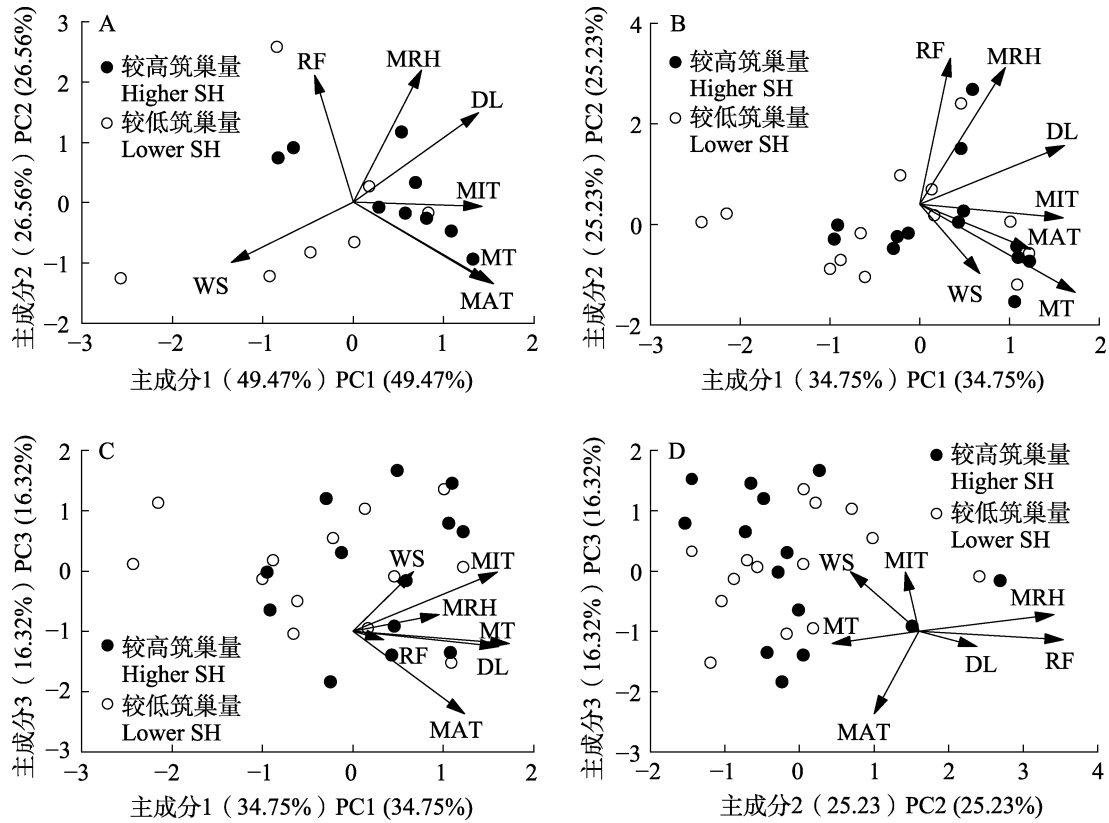 A
较高筑巢量
Higher SH
较低筑巢量
Lower SH
RF
MRH
DL
MIT
MT
MAT
WS
3
2
1
0
−1
−2
−3
−2
−1
0
1
2
主成分2（26.56%）PC2 (26.56%)
主成分1（49.47%）PC1 (49.47%)
B
较高筑巢量
Higher SH
较低筑巢量
Lower SH
RF
MRH
DL
MIT
MAT
WS
MT
4
2
0
−2
−3
−2
−1
0
1
2
主成分2（25.23%）PC2 (25.23%)
主成分1（34.75%）PC1 (34.75%)
C
WS
MIT
MRH
MT
RF
DL
MAT
较高筑巢量
Higher SH
较低筑巢量
Lower SH
2
1
0
−1
−2
−3
−3
−2
−1
0
1
2
主成分3（16.32%）PC3 (16.32%)
主成分1（34.75%）PC1 (34.75%)
D
较高筑巢量
Higher SH
较低筑巢量
Lower SH
WS
MIT
MRH
MT
DL
RF
MAT
2
1
0
−1
−2
−3
−2
−1
0
1
2
3
4
主成分3（16.32%）PC3 (16.32%)
主成分2（25.23）PC2 (25.23%)